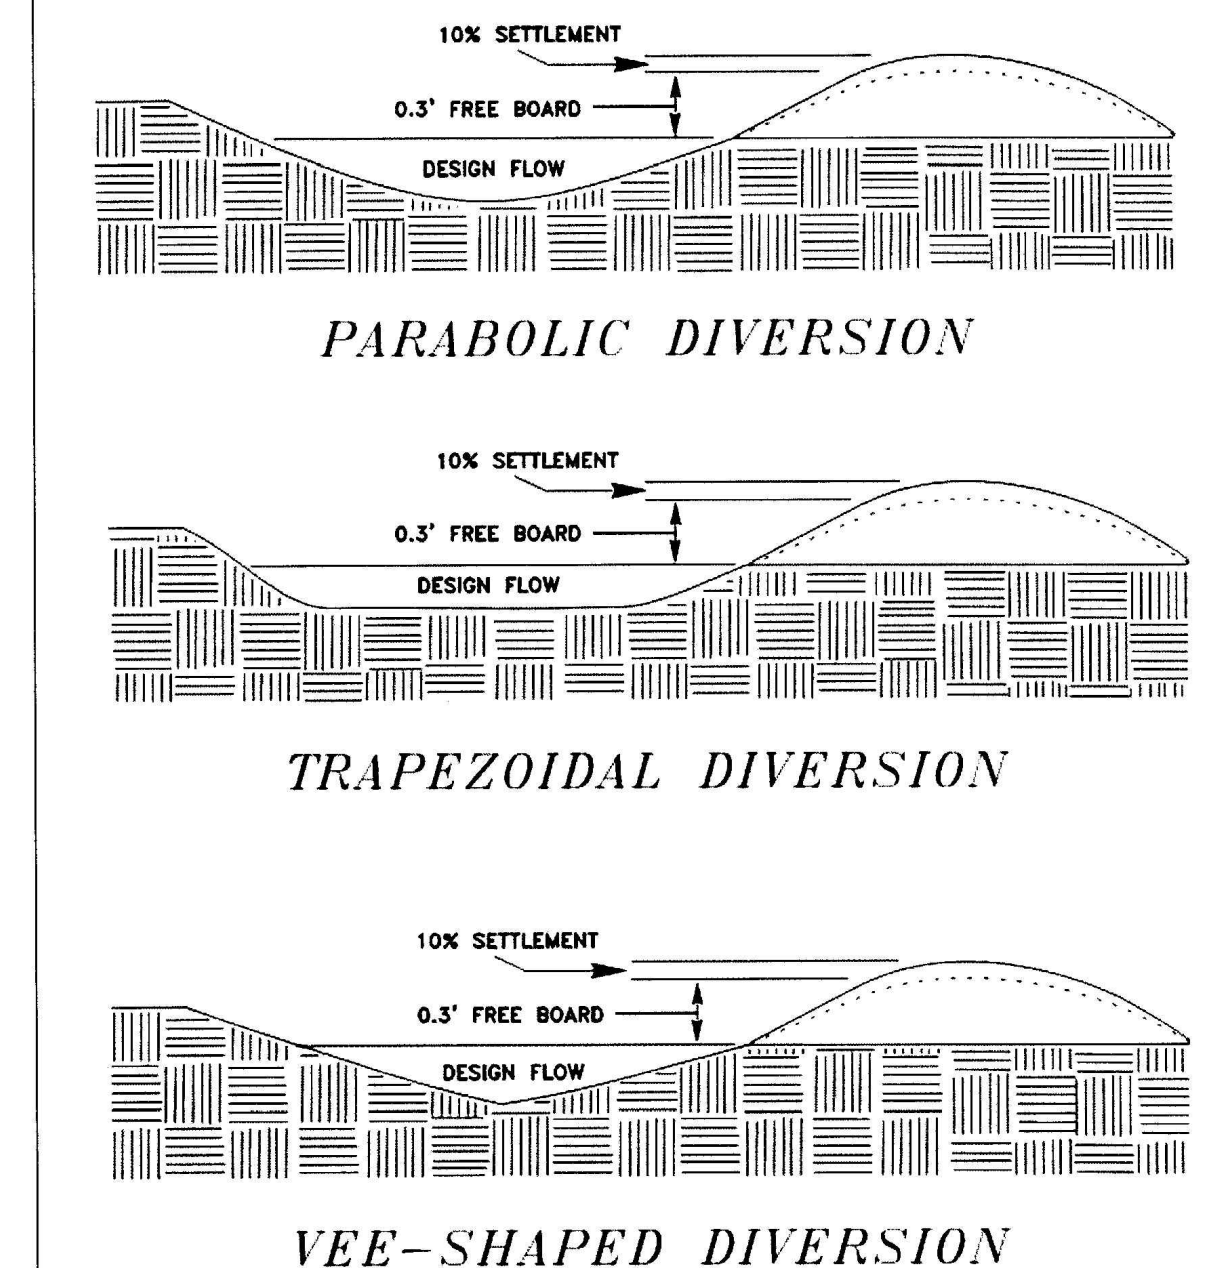 10% SETTLEMENT
0.3' FREE BOARD
DESIGN FLOW
PARABOLIC DIVERSION
10% SETTLEMENT
0.3' FREE BOARD
DESIGN FLOW
TRAPEZOIDAL DIVERSION
10% SETTLEMENT
0.3' FREE BOARD
DESIGN FLOW
VEE-SHAPED DIVERSION